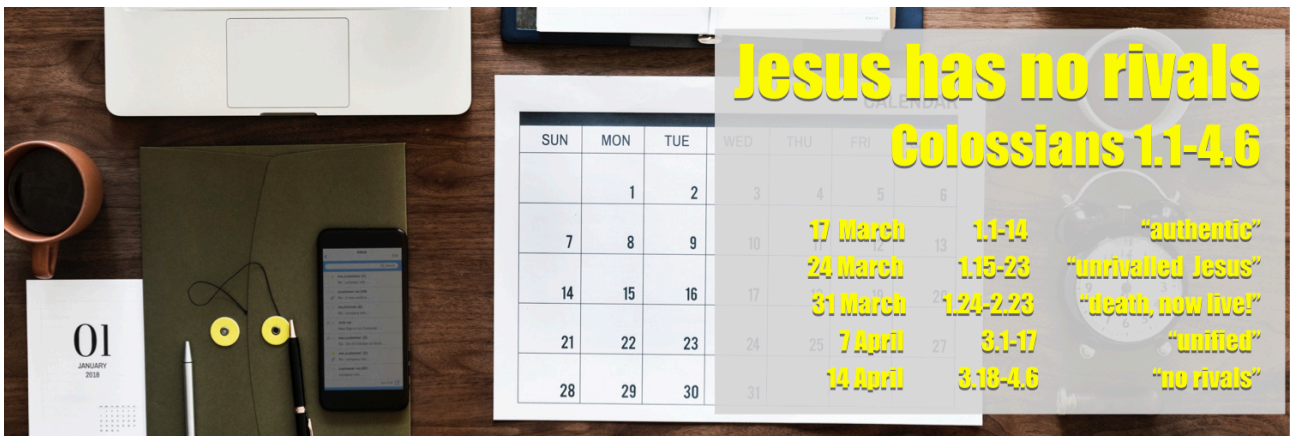 Jesus has no rivals
Colossians 1.1-4.6
17 March 1.1-14 “authentic”
24 March 1.15-23 “unrivalled Jesus”
31 March 1.24-2.23 “death, now live!”
7 April 3.1-17 “unified”
14 April 3.18-4.6 “no rivals”
CALENDAR
SUN MON TUE WED THU FRI
1 2 3 4 5 6
7 8 9 10 11 12 13
14 15 16 17 18 19 20
21 22 23 24 25 27
28 29 30 31
01
JANUARY
2018